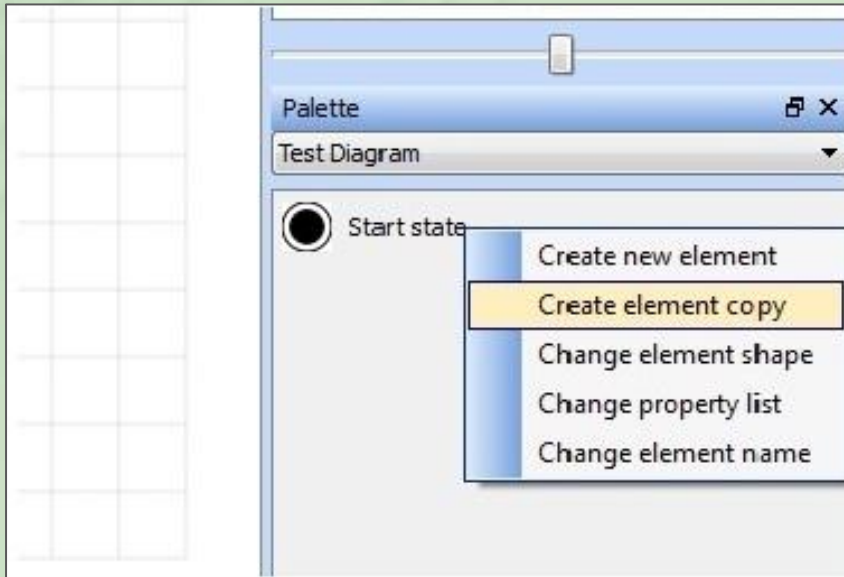 Palette
Test Diagram
Start state
Create new element
Create element copy
Change element shape
Change property list
Change element name